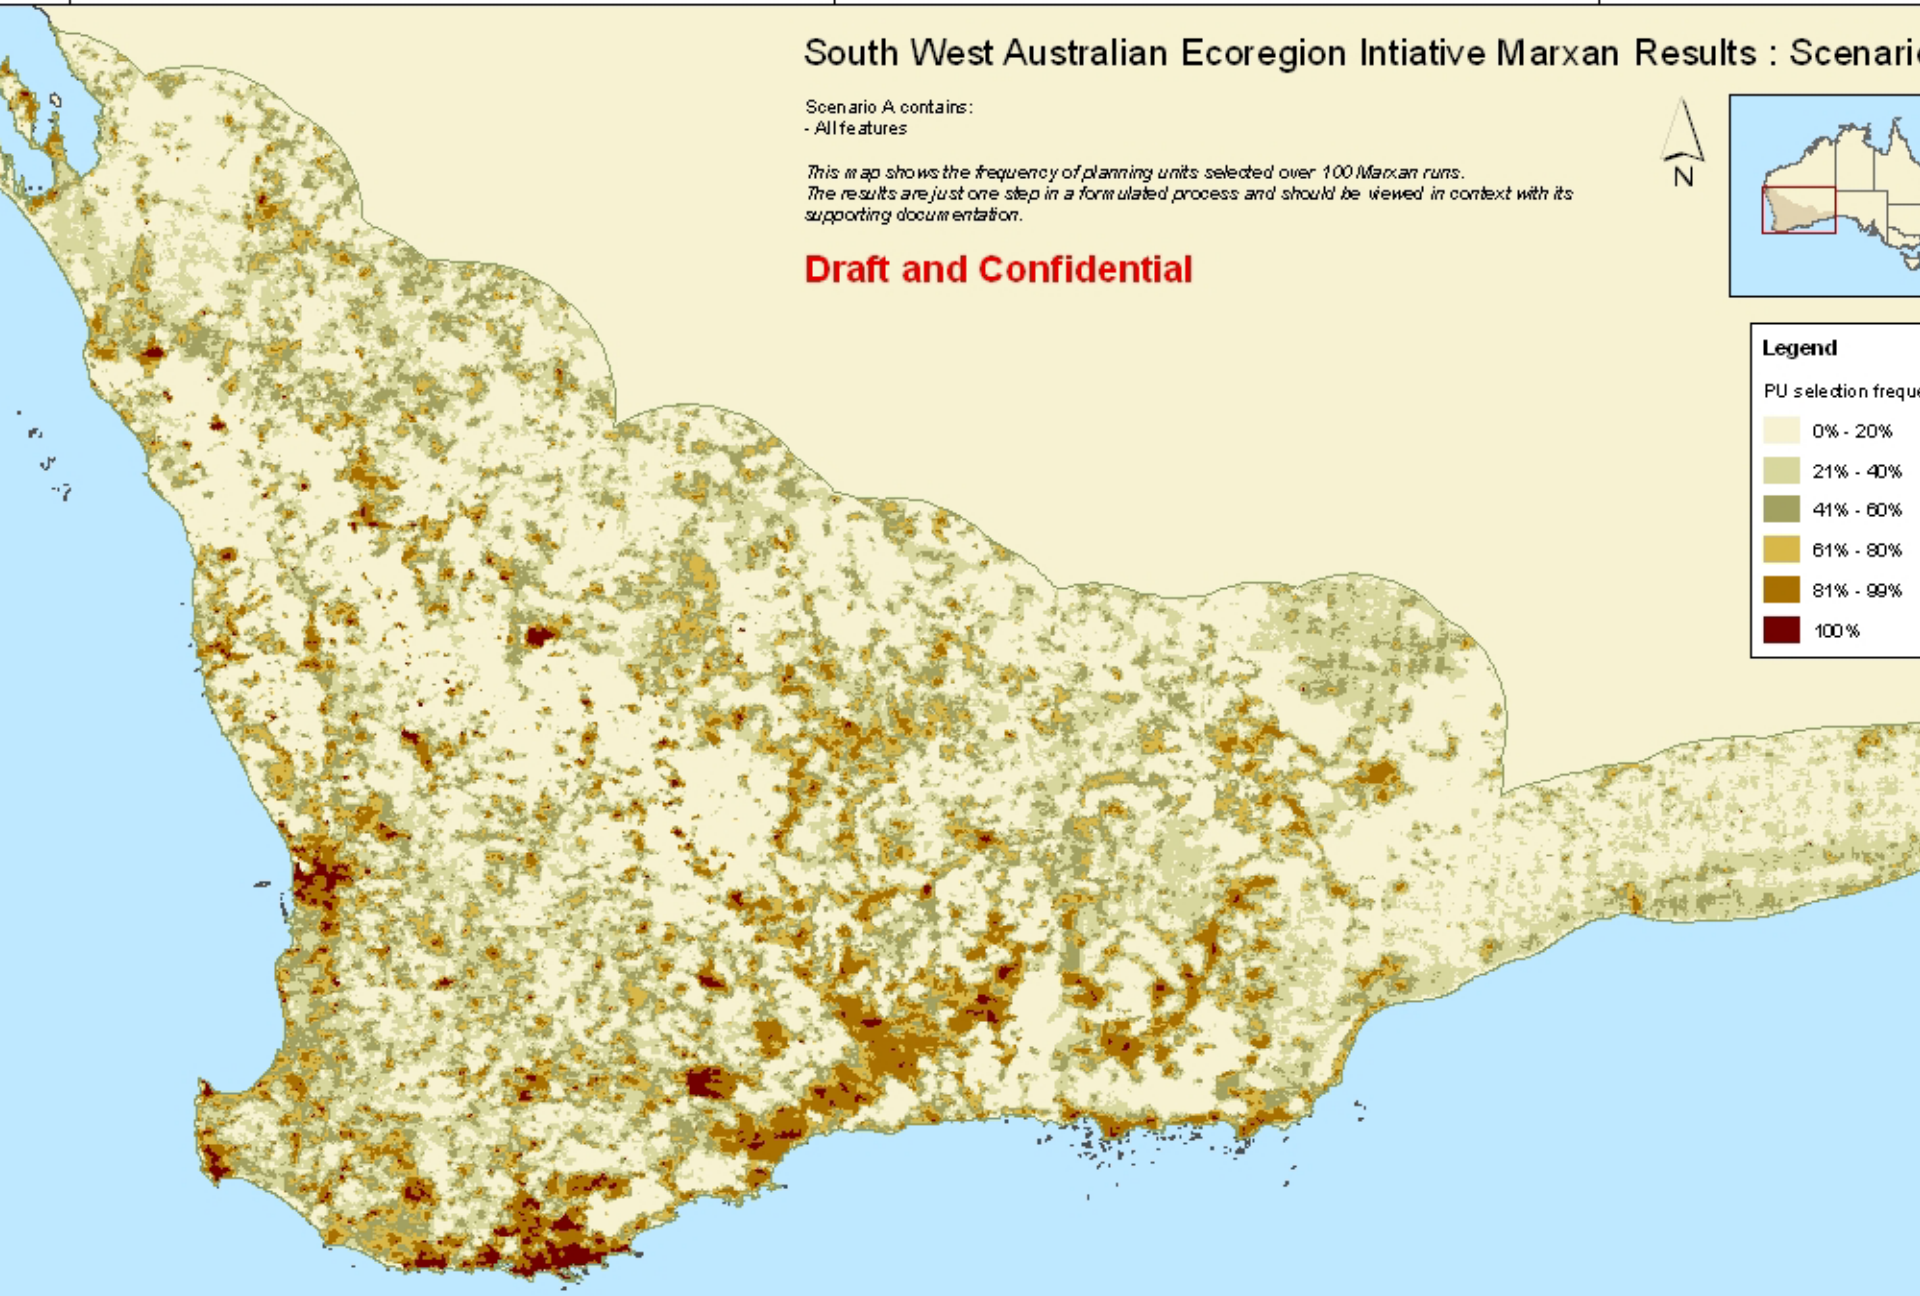 South West Australian Ecoregion Intiative Marxan Results : Scenari
Scenario A contains:
- All features
This map shows the frequency of planning units selected over 100 Marxan runs.
The results are just one step in a formulated process and should be viewed in context with its
supporting documentation.
Draft and Confidential
N
Legend
PU selection freque
0% - 20%
21% - 40%
41% - 60%
61% - 80%
81% - 99%
100%